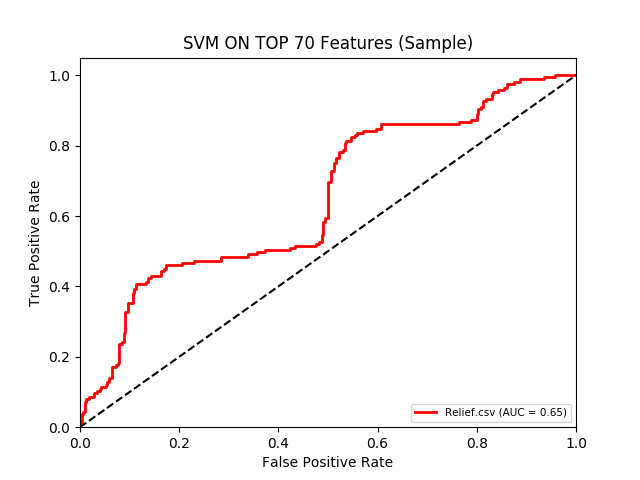 SVM ON TOP 70 Features (Sample)
True Positive Rate
1.0
0.8
0.6
0.4
0.2
0.0
Relief.csv (AUC = 0.65)
0.0 0.2 0.4 0.6 0.8 1.0
False Positive Rate